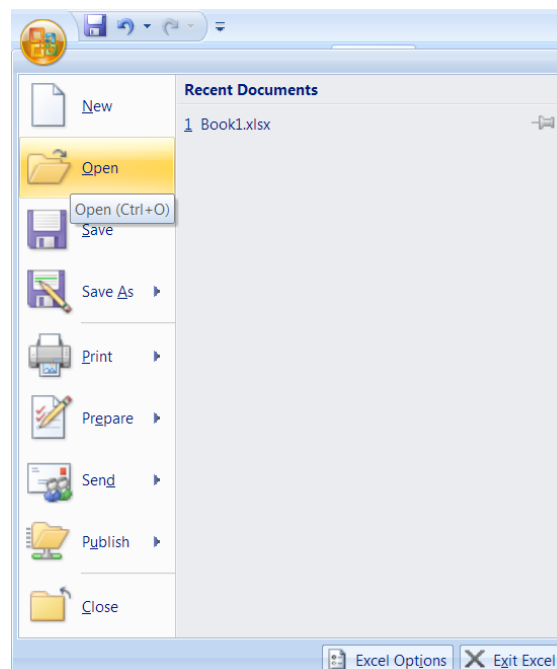 Recent Documents
New
1 Book1.xlsx
Open
Open (Ctrl+O)
Save
Save As
Print
Prepare
Send
Publish
Close
Excel Options
Exit Excel